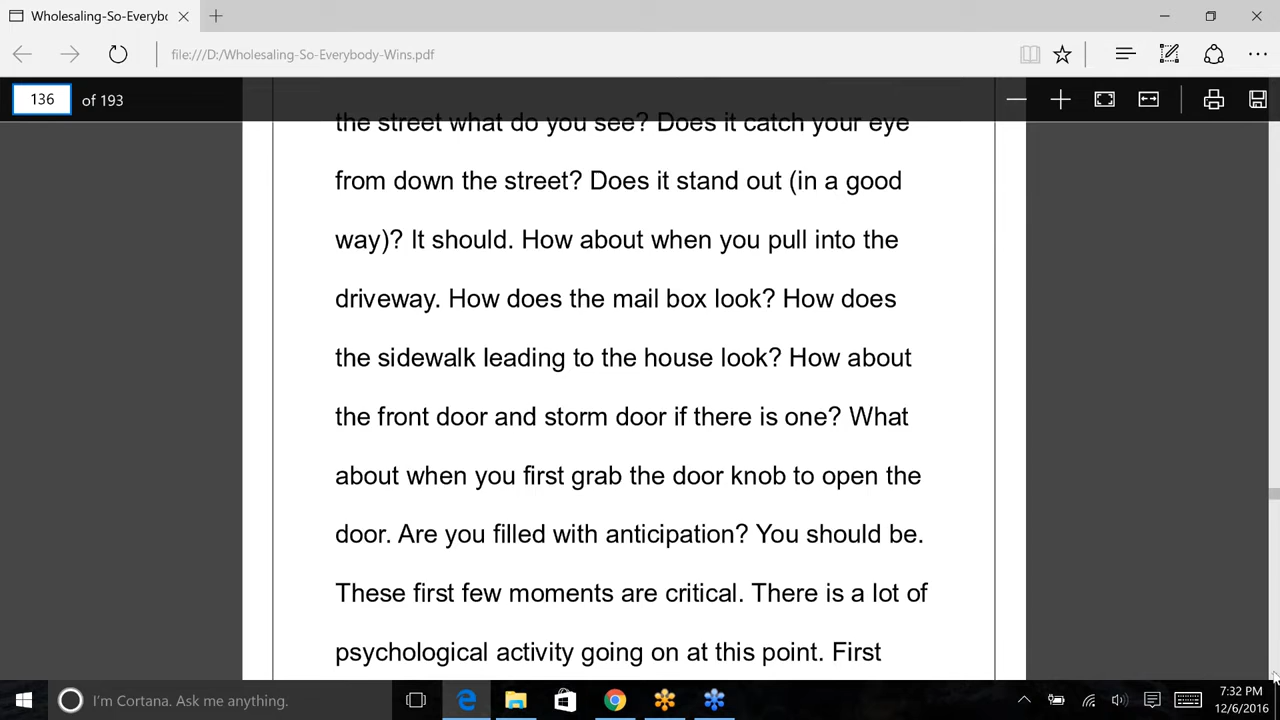 Wholesaling-So-Everybo
file:///D:/Wholesaling-So-Everybody-Wins.pdf
136 of 193
the street what do you see? Does it catch your eye
from down the street? Does it stand out (in a good
way)? It should. How about when you pull into the
driveway. How does the mail box look? How does
the sidewalk leading to the house look? How about
the front door and storm door if there is one? What
about when you first grab the door knob to open the
door. Are you filled with anticipation? You should be.
These first few moments are critical. There is a lot of
psychological activity going on at this point. First
I'm Cortana. Ask me anything.
7:32 PM
12/6/2016